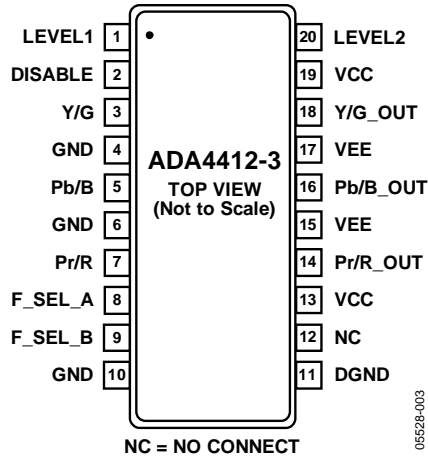 LEVEL1 1 20 LEVEL2
DISABLE 2 19 VCC
Y/G 3 18 Y/G_OUT
GND 4 17 VEE
ADA4412-3
Pb/B 5 16 Pb/B_OUT
TOP VIEW
(Not to Scale)
GND 6 15 VEE
Pr/R 7 14 Pr/R_OUT
F_SEL_A 8 13 VCC
F_SEL_B 9 12 NC
GND 10 11 DGND
NC = NO CONNECT
05528-003